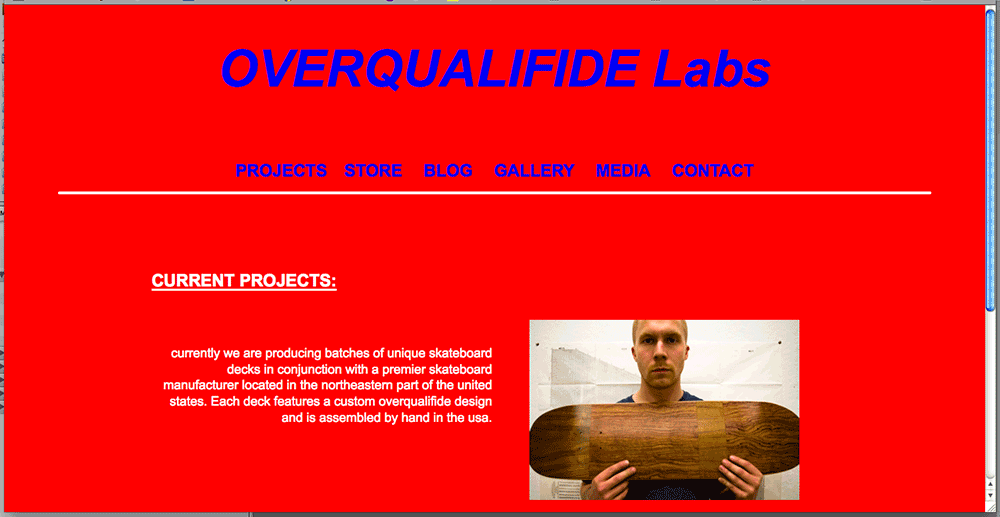 OVERQUALIFIDE Labs
PROJECTS STORE BLOG GALLERY MEDIA CONTACT
CURRENT PROJECTS:
currently we are producing batches of unique skateboard
decks in conjunction with a premier skateboard
manufacturer located in the northeastern part of the united
states. Each deck features a custom overqualifide design
and is assembled by hand in the usa.